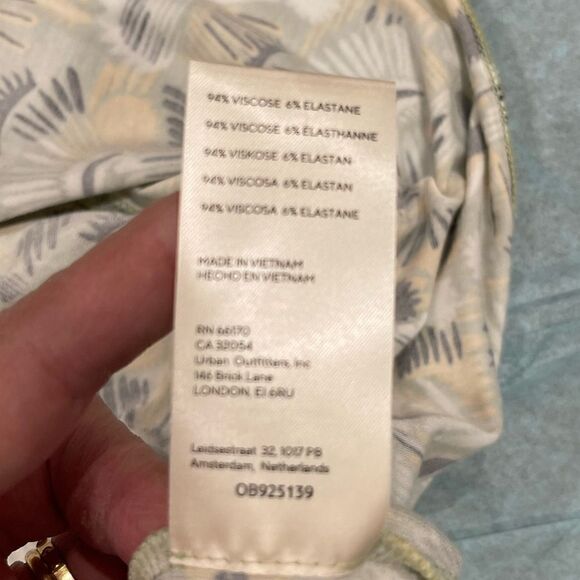 94% VISCOSE 6% ELASTANE
94% VISCOSE 6% ÉLASTHANNE
94% VISKOSE 6% ELASTAN
94% VISCOSA 6% ELASTAN
94% VISCOSA 6% ELASTANE
MADE IN VIETNAM
HECHO EN VIETNAM
RN 66170
CA 33054
Urban Outfitters, Inc
146 Brick Lane
LONDON, E1 6RU
Leidsestraat 32, 1017 PB
Amsterdam, Netherlands
OB925139